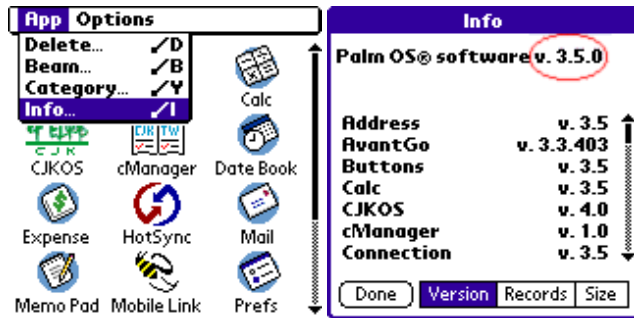 App Options
Delete... ⁄D
Beam... ⁄B
Category... ⁄Y
Info... ⁄I
Calc
CJK
TW
CJKOS
cManager
Date Book
Expense
HotSync
Mail
Memo Pad
Mobile Link
Prefs
Info
Palm OS® software v. 3.5.0
Address v. 3.5
AvantGo v. 3.3.403
Buttons v. 3.5
Calc v. 3.5
CJKOS v. 4.0
cManager v. 1.0
Connection v. 3.5
Done Version Records Size